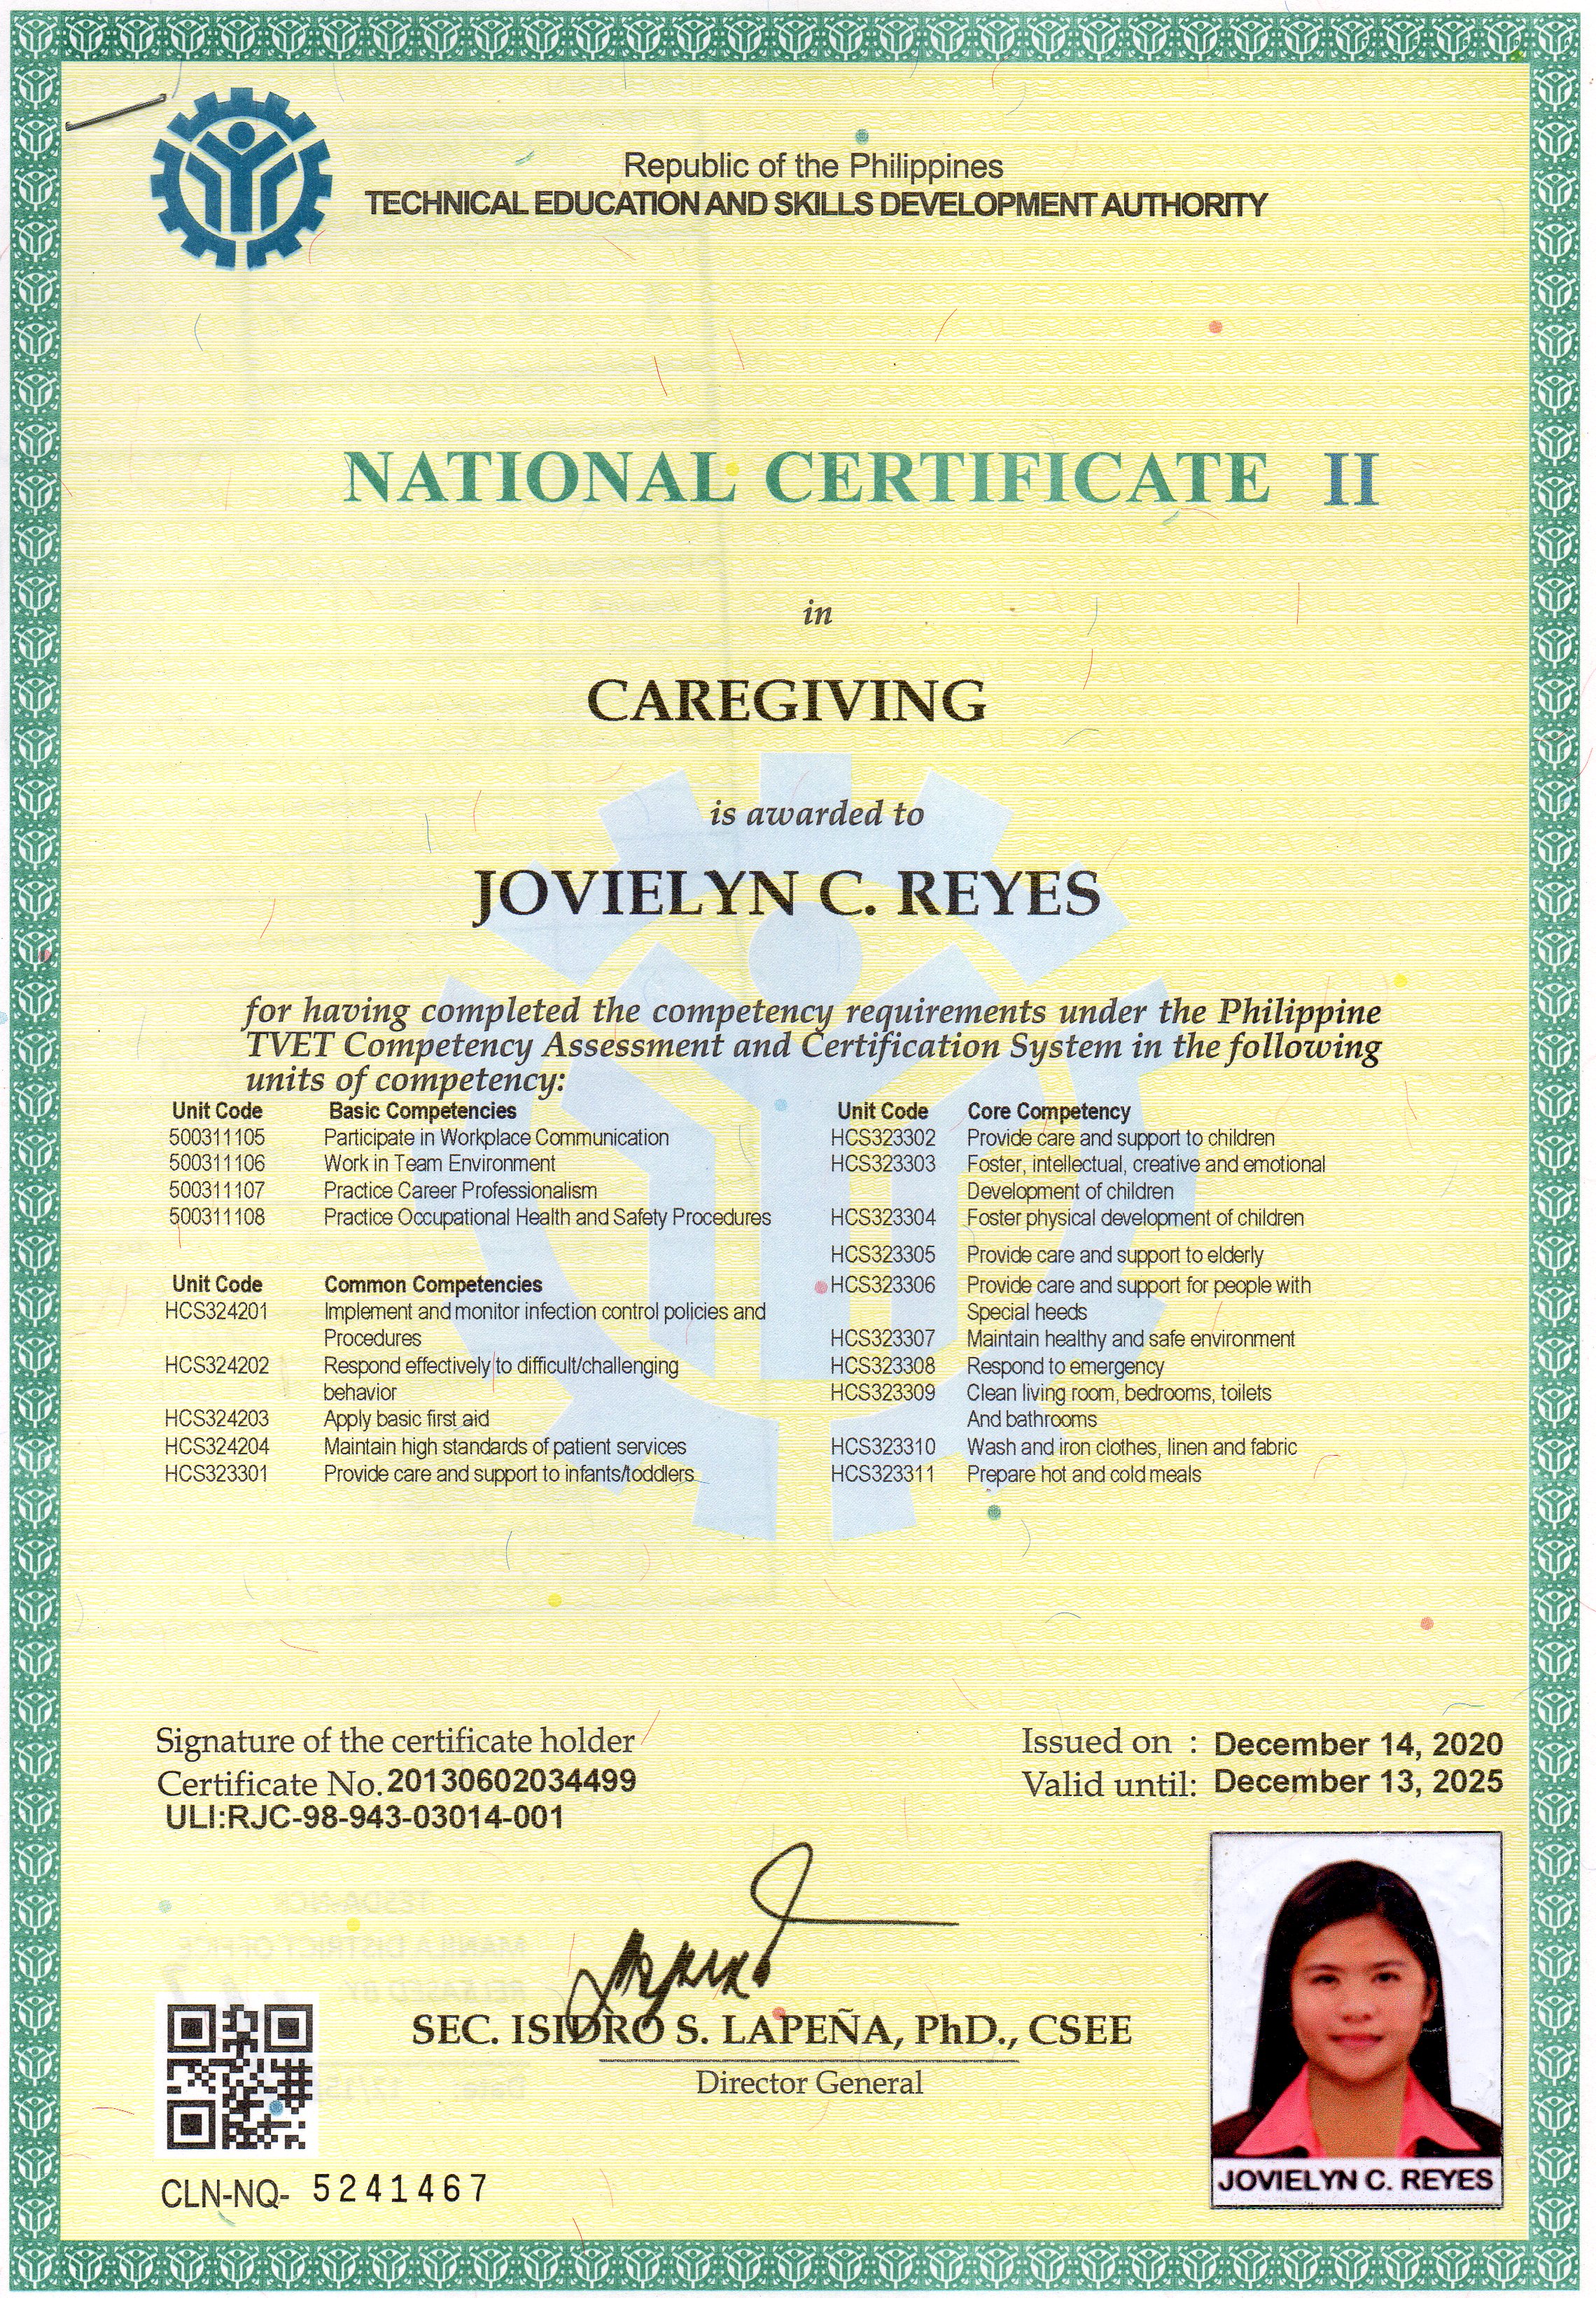 Republic of the Philippines
TECHNICAL EDUCATION AND SKILLS DEVELOPMENT AUTHORITY
NATIONAL CERTIFICATE II
in
CAREGIVING
is awarded to
JOVIELYN C. REYES
for having completed the competency requirements under the Philippine
TVET Competency Assessment and Certification System in the following
units of competency:
Unit Code Basic Competencies
500311105 Participate in Workplace Communication
500311106 Work in Team Environment
500311107 Practice Career Professionalism
500311108 Practice Occupational Health and Safety Procedures
Unit Code Common Competencies
HCS324201 Implement and monitor infection control policies and
Procedures
HCS324202 Respond effectively to difficult/challenging
behavior
HCS324203 Apply basic first aid
HCS324204 Maintain high standards of patient services
HCS323301 Provide care and support to infants/toddlers
Unit Code Core Competency
HCS323302 Provide care and support to children
HCS323303 Foster, intellectual, creative and emotional
Development of children
HCS323304 Foster physical development of children
HCS323305 Provide care and support to elderly
HCS323306 Provide care and support for people with
Special heeds
HCS323307 Maintain healthy and safe environment
HCS323308 Respond to emergency
HCS323309 Clean living room, bedrooms, toilets
And bathrooms
HCS323310 Wash and iron clothes, linen and fabric
HCS323311 Prepare hot and cold meals
Signature of the certificate holder
Certificate No. 20130602034499
ULI:RJC-98-943-03014-001
Issued on : December 14, 2020
Valid until: December 13, 2025
SEC. ISIDRO S. LAPEÑA, PhD., CSEE
Director General
CLN-NQ- 5241467
JOVIELYN C. REYES